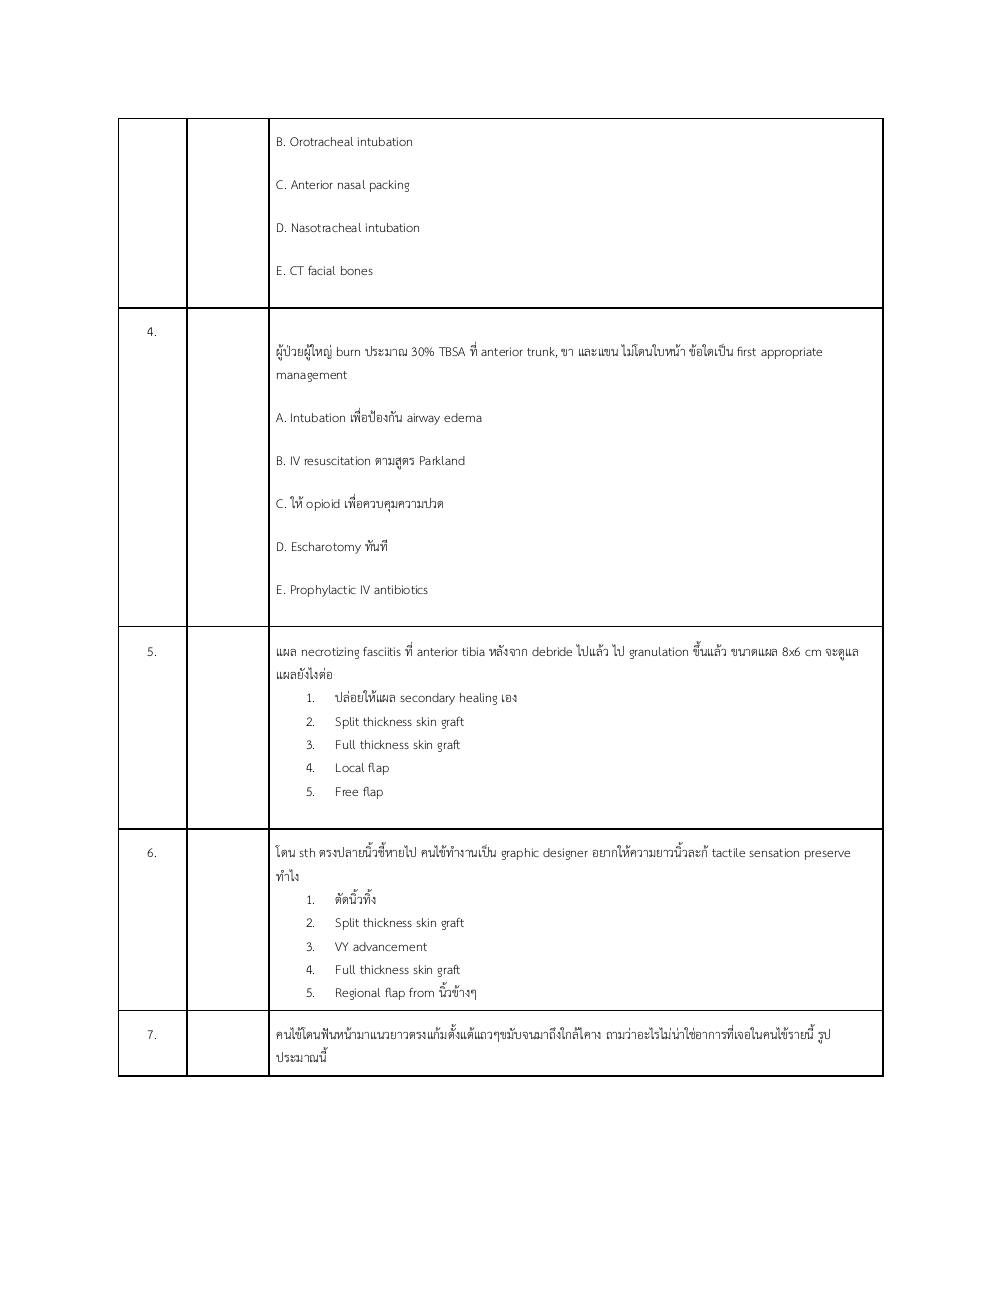 B. Orotracheal intubation
C. Anterior nasal packing
D. Nasotracheal intubation
E. CT facial bones
4.
ผู้ป่วยผู้ใหญ่ burn ประมาณ 30% TBSA ที่ anterior trunk, ขา และแขน ไม่โดนใบหน้า ข้อใดเป็น first appropriate
management
A. Intubation เพื่อป้องกัน airway edema
B. IV resuscitation ตามสูตร Parkland
C. ให้ opioid เพื่อควบคุมความปวด
D. Escharotomy ทันที
E. Prophylactic IV antibiotics
5.
แผล necrotizing fasciitis ที่ anterior tibia หลังจาก debride ไปแล้ว ไป granulation ขึ้นแล้ว ขนาดแผล 8x6 cm จะดูแล
แผลยังไงต่อ
1. ปล่อยให้แผล secondary healing เอง
2. Split thickness skin graft
3. Full thickness skin graft
4. Local flap
5. Free flap
6.
โดน sth ตรงปลายนิ้วชี้หายไป คนไข้ทำงานเป็น graphic designer อยากให้ความยาวนิ้วละก้ tactile sensation preserve
ทำไง
1. ตัดนิ้วทิ้ง
2. Split thickness skin graft
3. VY advancement
4. Full thickness skin graft
5. Regional flap from นิ้วข้างๆ
7.
คนไข้โดนฟันหน้ามาแนวยาวตรงแก้มตั้งแต่แถวๆขมับจนมาถึงใกล้ไคาง ถามว่าอะไรไม่น่าใช่อาการที่เจอในคนไข้รายนี้ รูป
ประมาณนี้